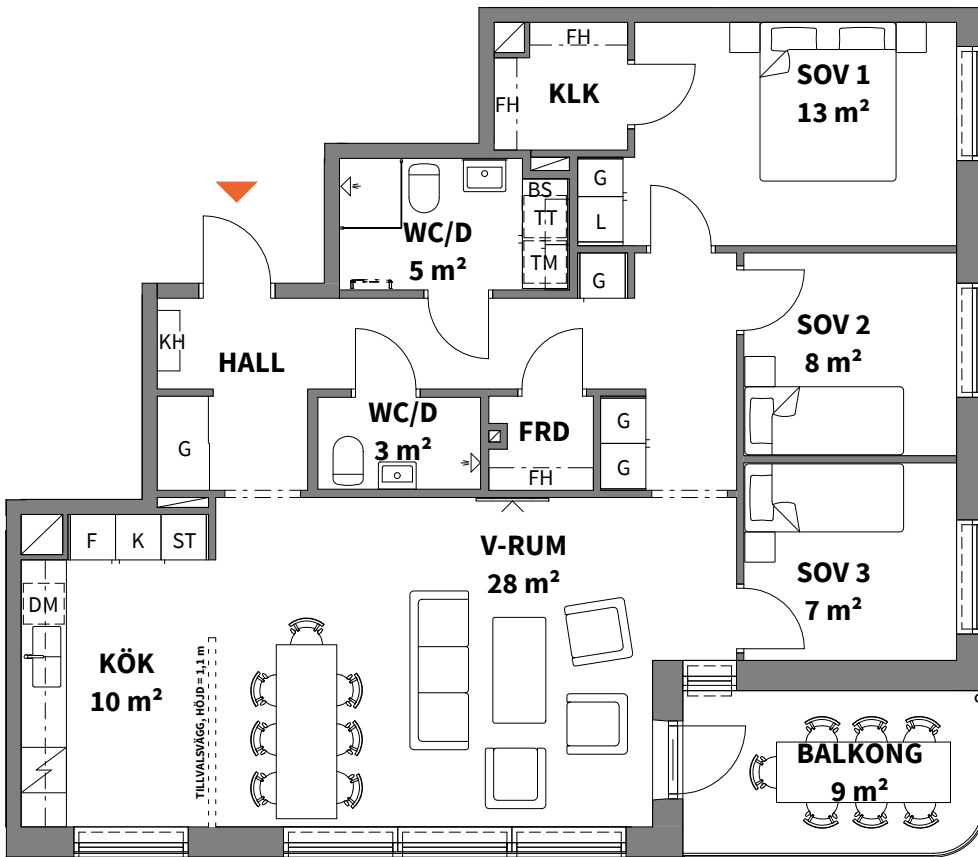 FH
SOV 1
13 m²
KLK
FH
G
L
BS
TT
TM
WC/D
5 m²
G
SOV 2
8 m²
KH
HALL
WC/D
3 m²
FRD
G
G
G
FH
F
K
ST
V-RUM
28 m²
SOV 3
7 m²
DM
KÖK
10 m²
TILLVALSVÄGG, HÖJD = 1,1 m
BALKONG
9 m²